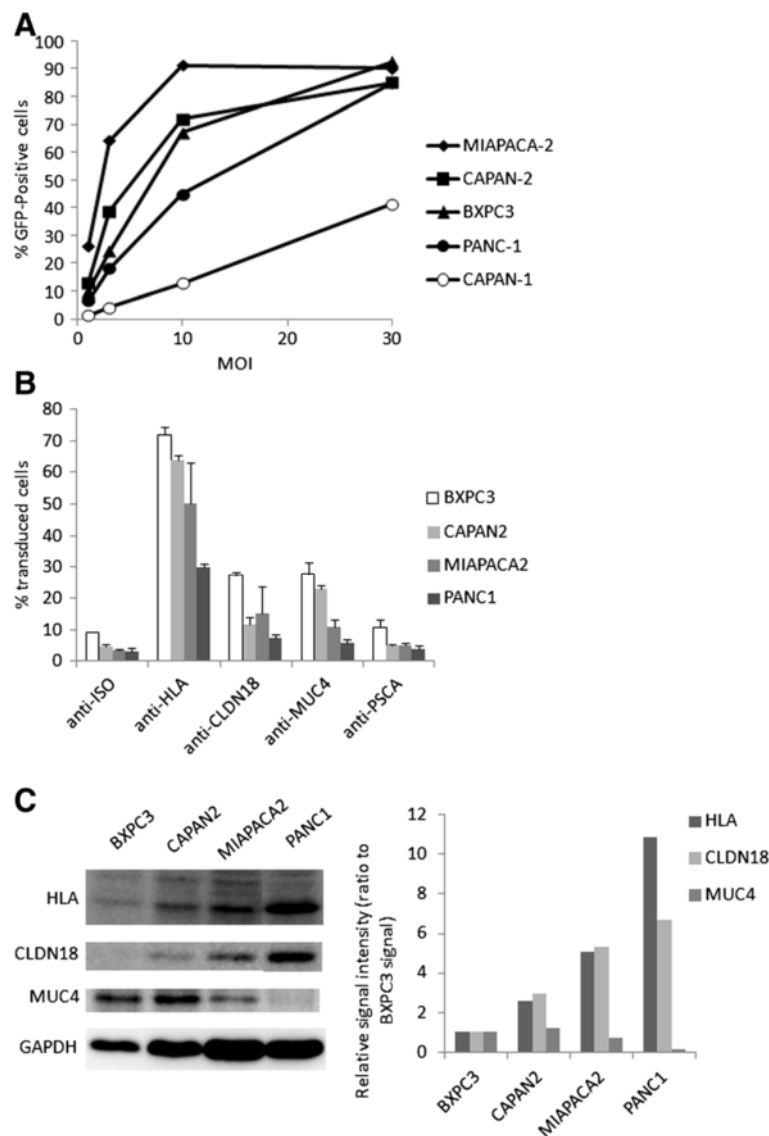 A
% GFP-Positive cells
100
90
80
70
60
50
40
30
20
10
0
0
10
20
30
MOI
MIAPACA-2
CAPAN-2
BXPC3
PANC-1
CAPAN-1
B
% transduced cells
80
70
60
50
40
30
20
10
0
anti-ISO
anti-HLA
anti-CLDN18
anti-MUC4
anti-PSCA
BXPC3
CAPAN2
MIAPACA2
PANC1
C
BXPC3
CAPAN2
MIAPACA2
PANC1
HLA
CLDN18
MUC4
GAPDH
Relative signal intensity (ratio to
BXPC3 signal)
12
10
8
6
4
2
0
BXPC3
CAPAN2
MIAPACA2
PANC1
HLA
CLDN18
MUC4